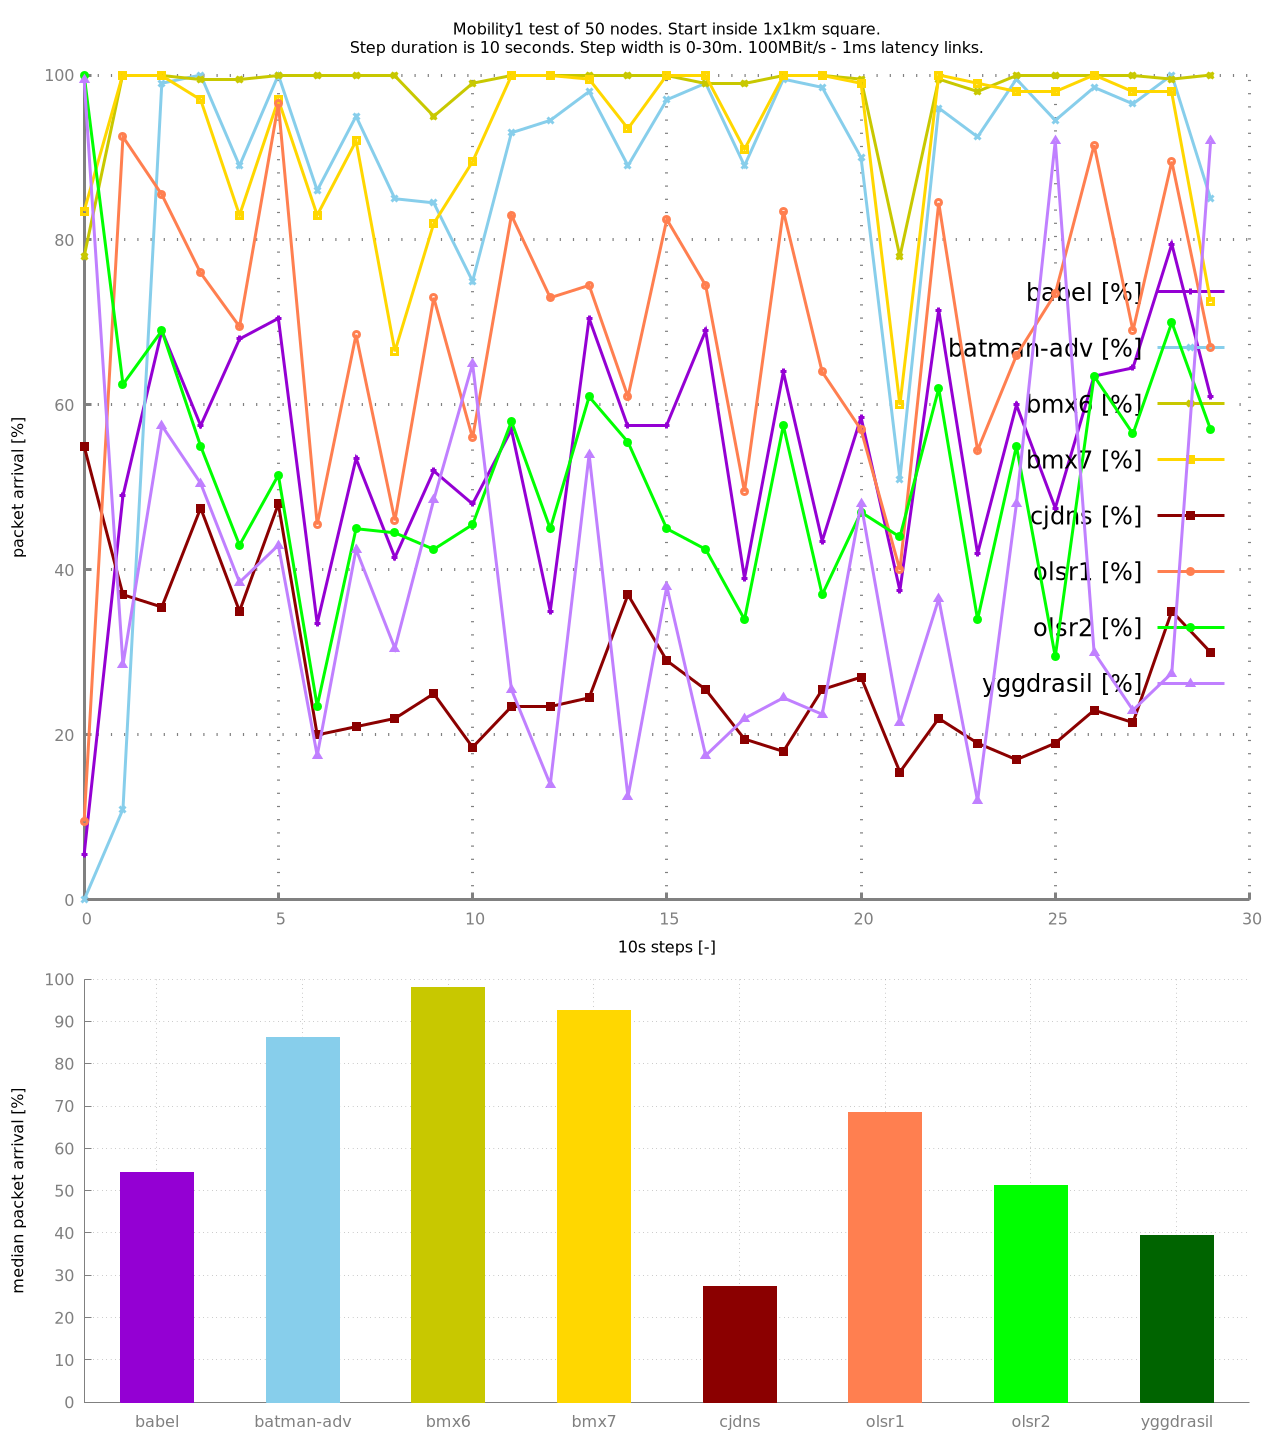 Mobility1 test of 50 nodes. Start inside 1x1km square.
Step duration is 10 seconds. Step width is 0-30m. 100MBit/s - 1ms latency links.
100
80
60
40
20
0
packet arrival [%]
babel [%]
batman-adv [%]
bmx6 [%]
bmx7 [%]
cjdns [%]
olsr1 [%]
olsr2 [%]
yggdrasil [%]
0 5 10 15 20 25 30
10s steps [-]
100
90
80
70
60
50
40
30
20
10
0
median packet arrival [%]
babel batman-adv bmx6 bmx7 cjdns olsr1 olsr2 yggdrasil